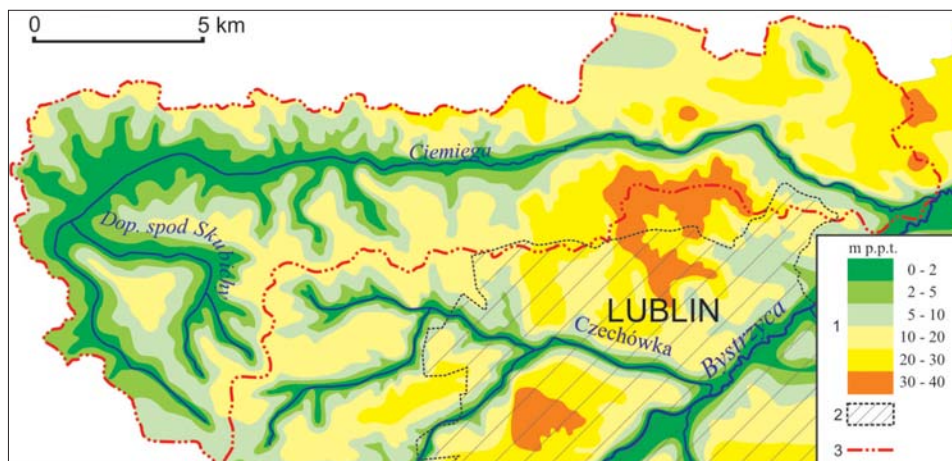 0 5 km
Ciemięga
Dop. spod Skubichy
LUBLIN
Czechówka
Bystrzyca
m p.p.t.
0 - 2
2 - 5
5 - 10
1
10 - 20
20 - 30
30 - 40
2
3